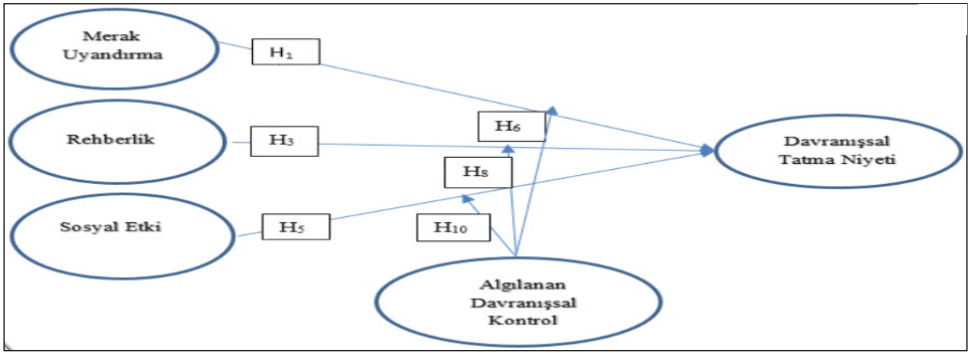 Merak
Uyandırma
H₁
H₆
Rehberlik
H₃
Davranışsal
Tatma Niyeti
H₈
Sosyal Etki
H₅
H₁₀
Algılanan
Davranışsal
Kontrol